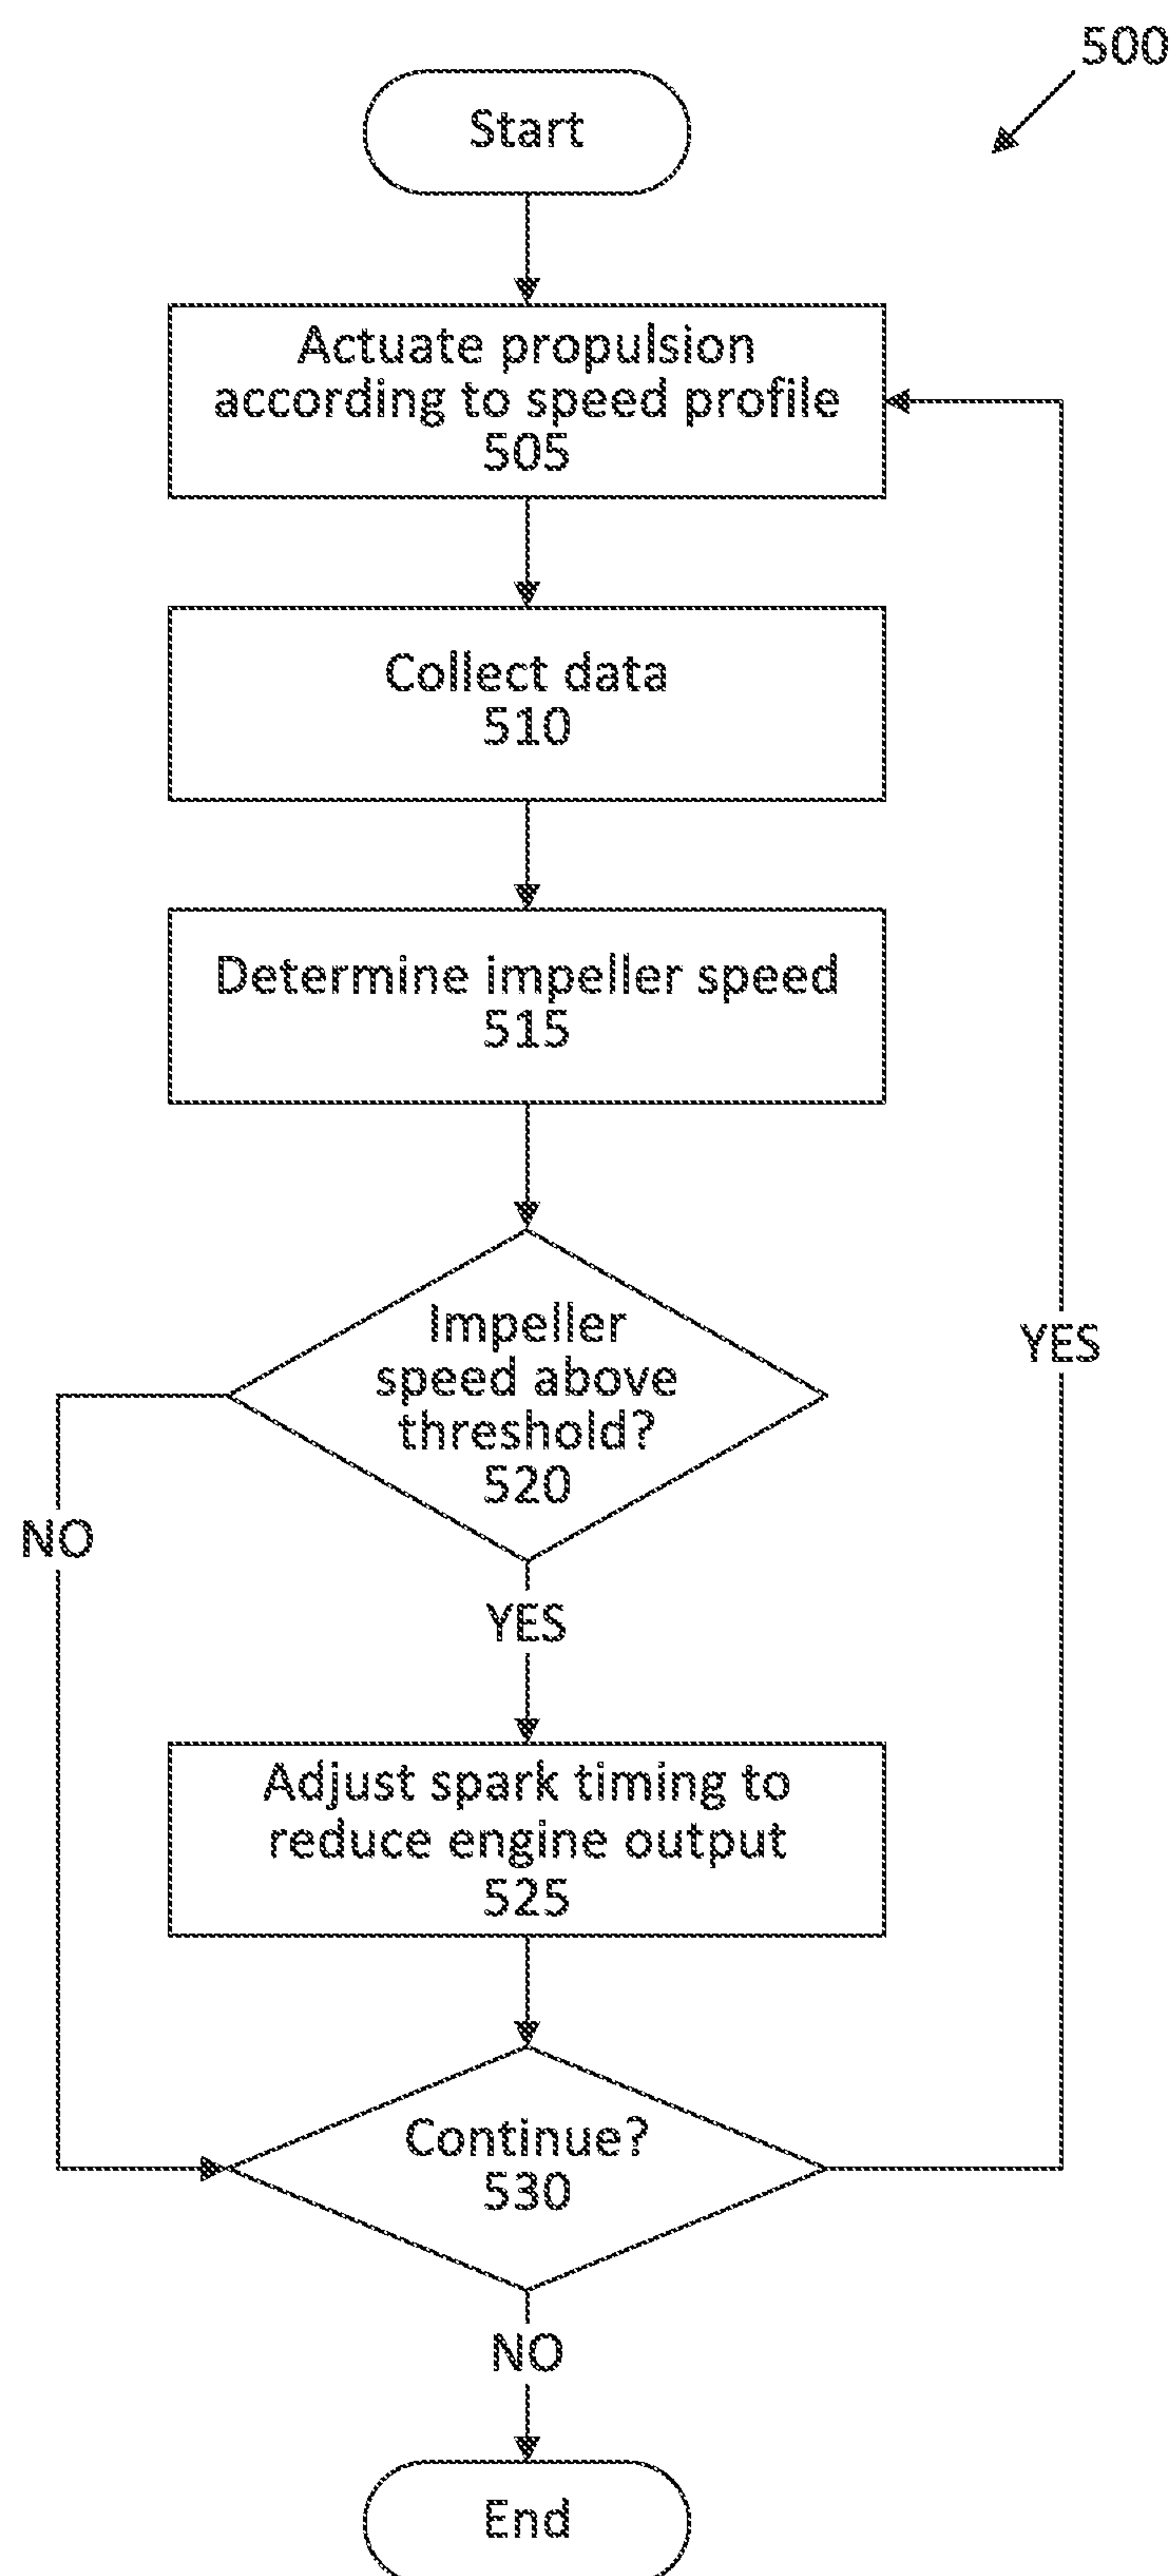 500
Start
Actuate propulsion
according to speed profile
505
Collect data
510
Determine impeller speed
515
Impeller
speed above
threshold?
520
YES
NO
YES
Adjust spark timing to
reduce engine output
525
Continue?
530
NO
End